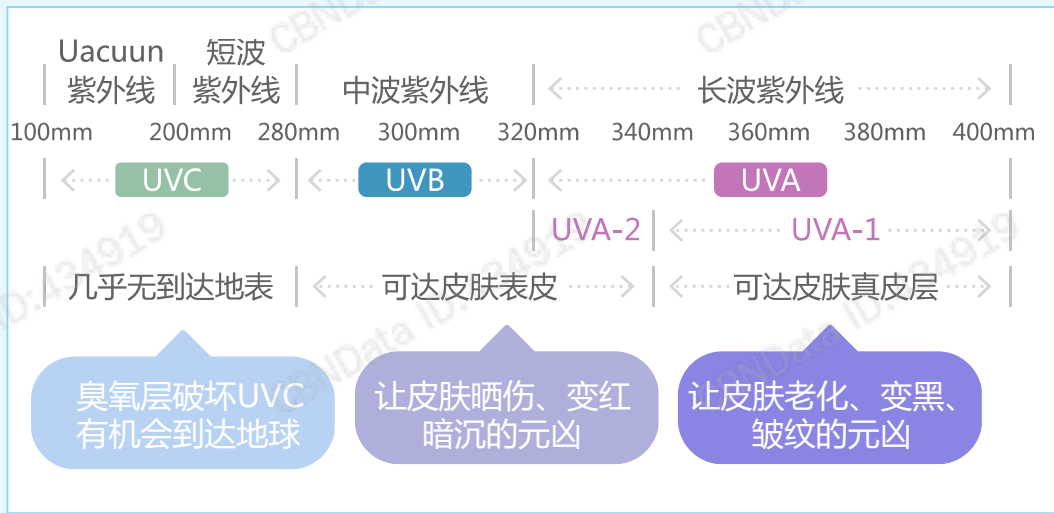 Uacuun 短波
紫外线 紫外线 中波紫外线 长波紫外线
100mm 200mm 280mm 300mm 320mm 340mm 360mm 380mm 400mm
UVC UVB UVA
UVA-2 UVA-1
几乎无到达地表 可达皮肤表皮 可达皮肤真皮层
臭氧层破坏UVC 让皮肤晒伤、变红 让皮肤老化、变黑、
有机会到达地球 暗沉的元凶 皱纹的元凶
CBNData ID:434919